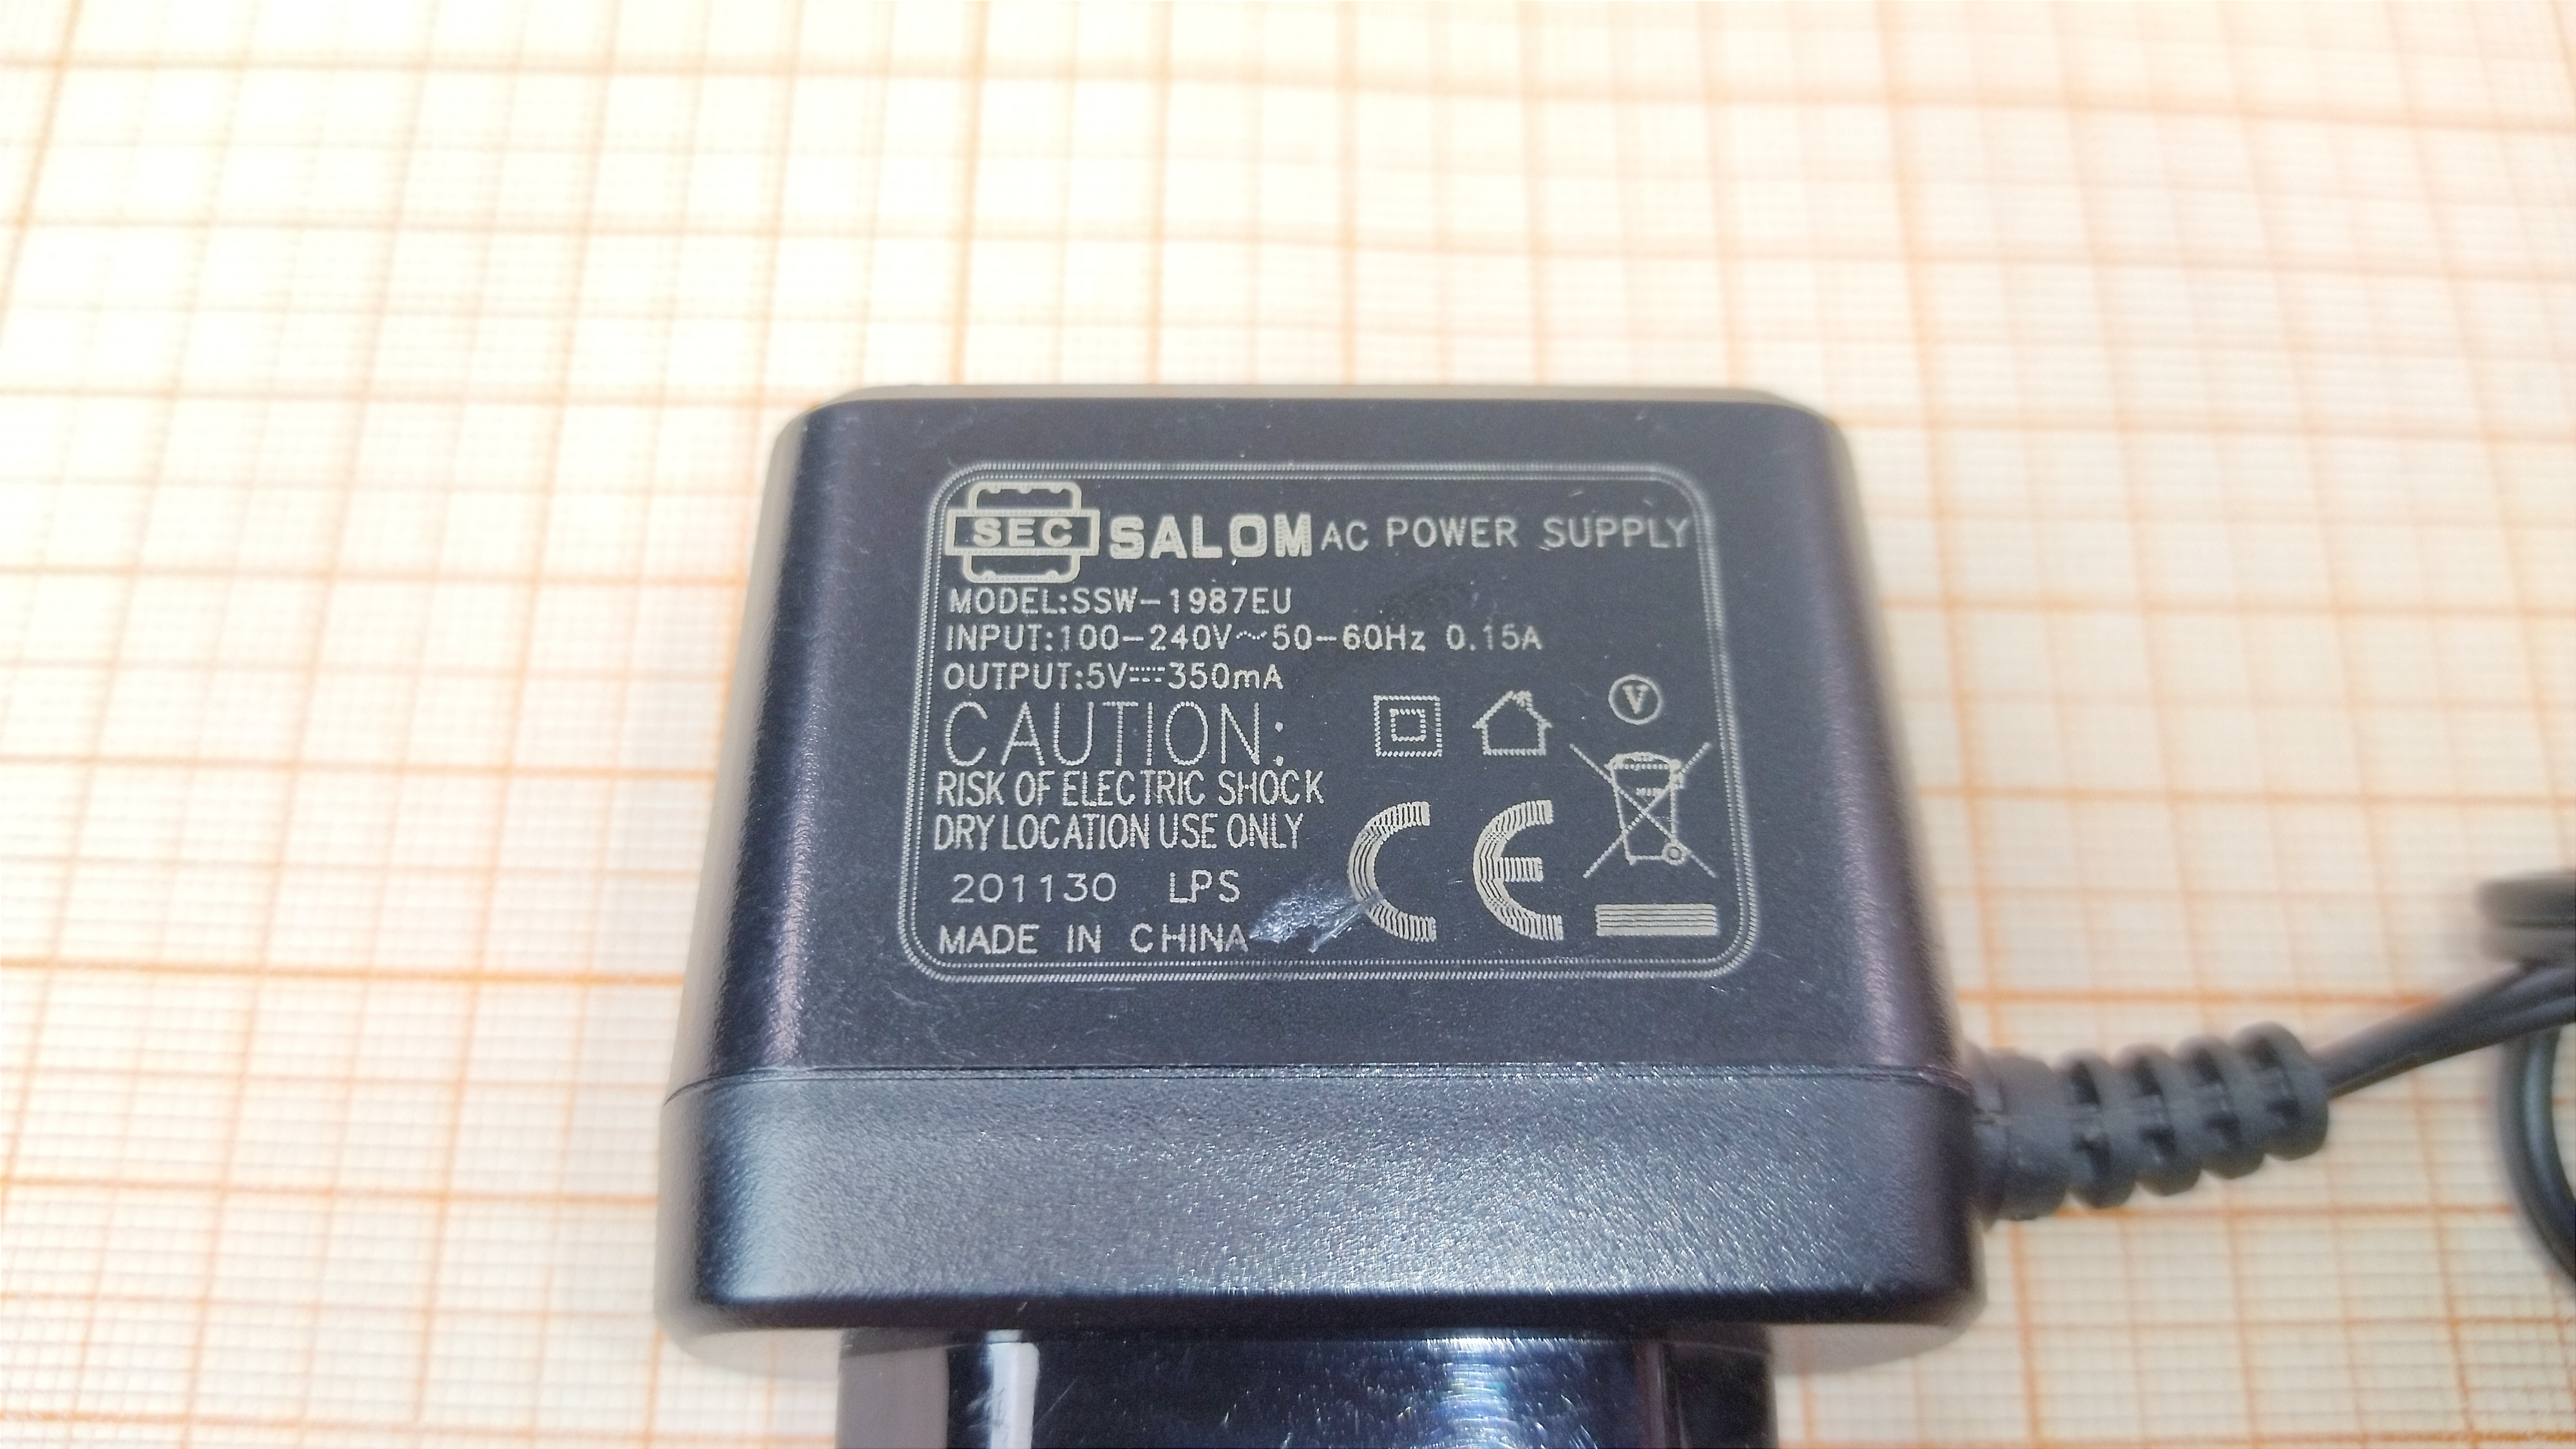 SEC SALOM AC POWER SUPPLY
MODEL:SSW-1987EU
INPUT:100-240V~50-60Hz 0.15A
OUTPUT:5V⎓350mA
V
CAUTION:
RISK OF ELECTRIC SHOCK
DRY LOCATION USE ONLY
201130 LPS
CE
MADE IN CHINA